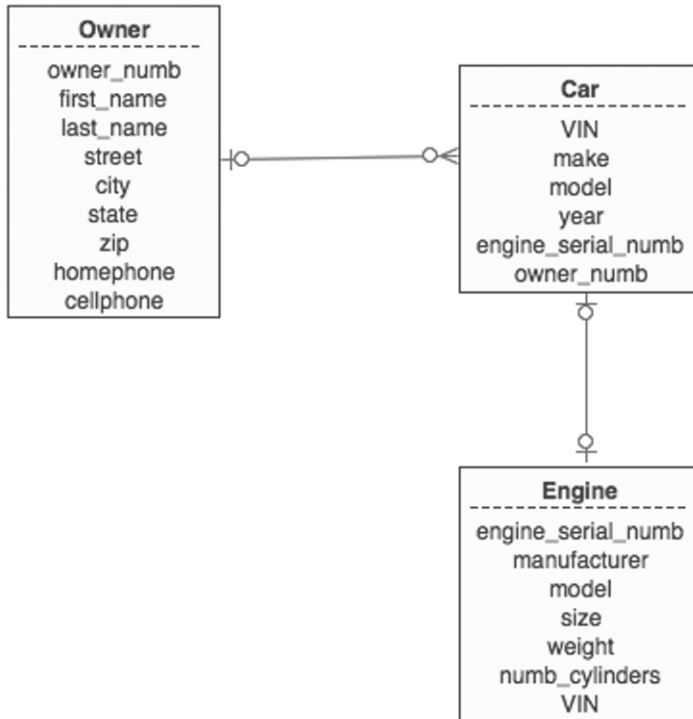 Owner
owner_numb
first_name
last_name
street
city
state
zip
homephone
cellphone
Car
VIN
make
model
year
engine_serial_numb
owner_numb
Engine
engine_serial_numb
manufacturer
model
size
weight
numb_cylinders
VIN